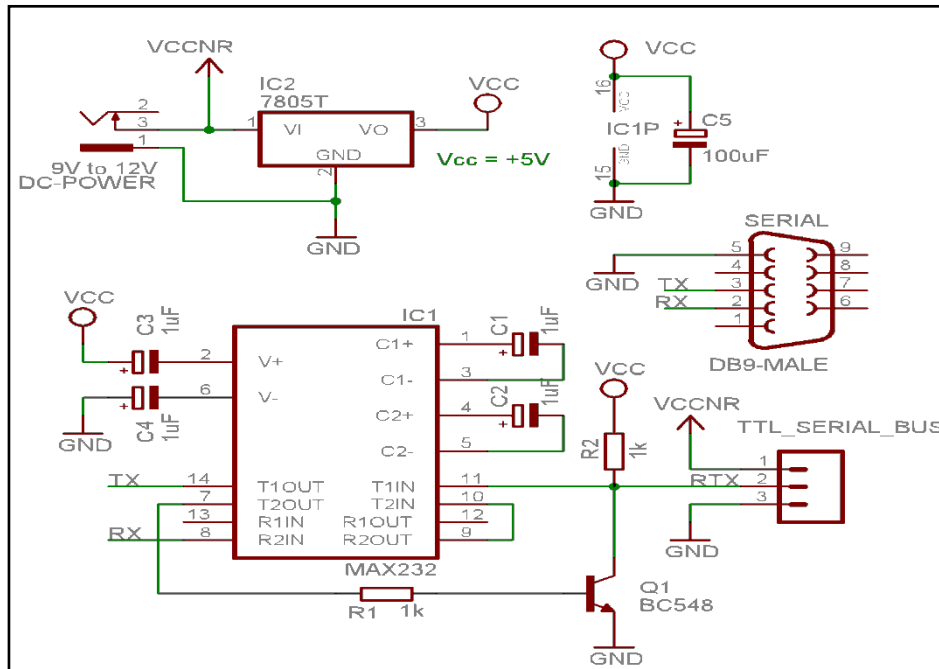 VCCNR
IC2
7805T
VCC
2
3
1
9V to 12V
DC-POWER
1
VI
VO
3
GND
2
Vcc = +5V
GND
VCC
16
VCC
IC1P
GND
15
+
C5
100uF
GND
SERIAL
GND
TX
RX
5
4
3
2
1
9
8
7
6
DB9-MALE
VCC
C3
1uF
+
GND
C4
1uF
+
IC1
2
V+
6
V-
C1+
1
C1-
3
C2+
4
C2-
5
C1
1uF
+
C2
1uF
+
TX
14
T1OUT
7
T2OUT
13
R1IN
RX
8
R2IN
T1IN
11
T2IN
10
R1OUT
12
R2OUT
9
MAX232
R1
1k
VCC
R2
1k
Q1
BC548
GND
VCCNR
TTL_SERIAL_BUS
RTX
1
2
3
GND